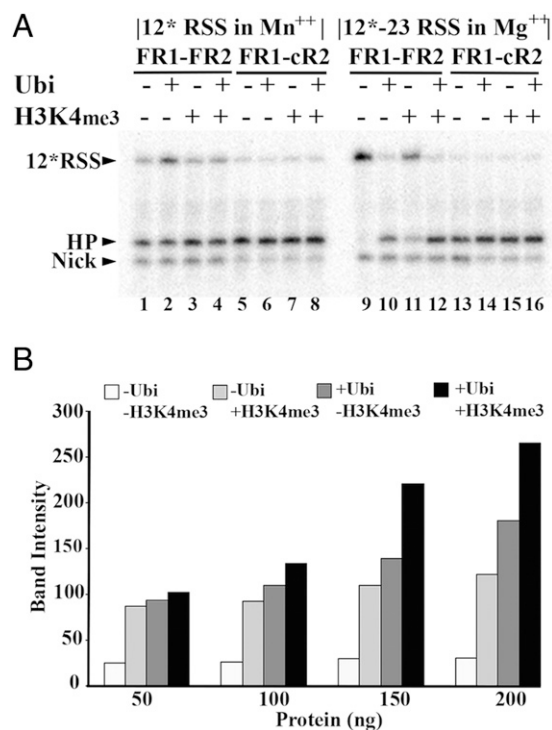 A
|12* RSS in Mn++| |12*-23 RSS in Mg++|
FR1-FR2 FR1-cR2 FR1-FR2 FR1-cR2
Ubi - + - + - + - + - + - + - + - +
H3K4me3 - - + + - - + + - - + + - - + +
12*RSS
HP
Nick
1 2 3 4 5 6 7 8 9 10 11 12 13 14 15 16
B
-Ubi -Ubi +Ubi +Ubi
-H3K4me3 +H3K4me3 -H3K4me3 +H3K4me3
300
250
200
150
100
50
0
Band Intensity
50 100 150 200
Protein (ng)